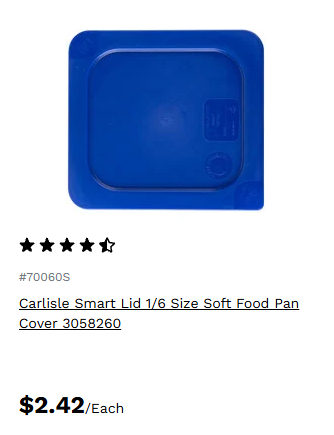 #70060S
Carlisle Smart Lid 1/6 Size Soft Food Pan
Cover 3058260
$2.42/Each